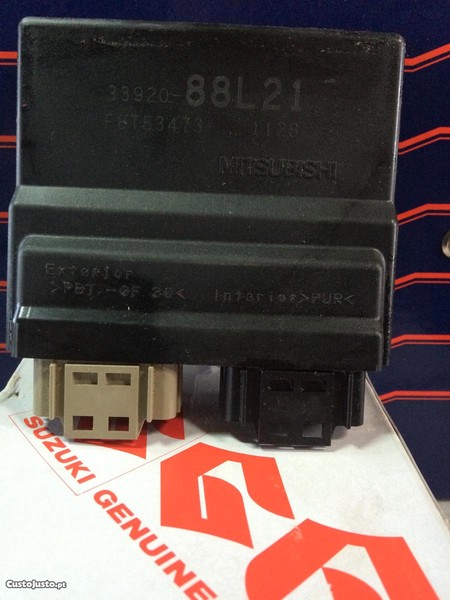 33920-88L21
F8T53473 1128
MITSUBISHI
Exterior
>PBT.-GF 30<
Interior>PUR<
SUZUKI GENUINE
CustoJusto.pt